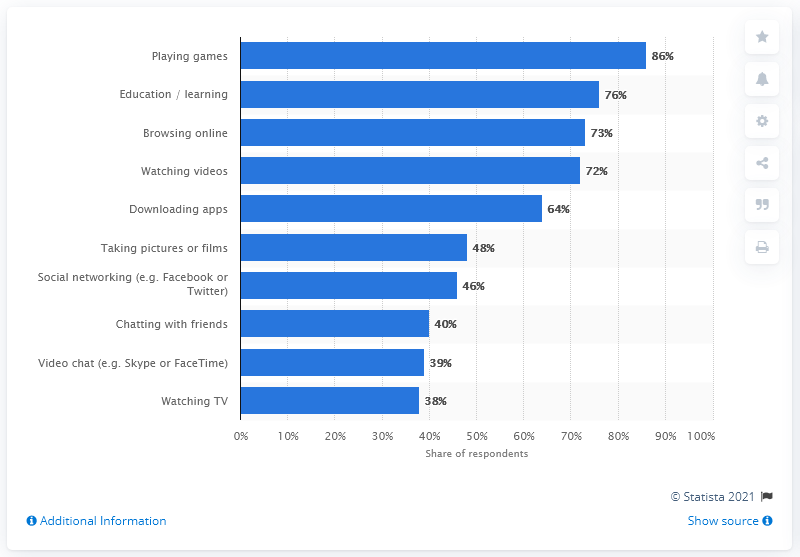 Playing games 86%
Education / learning 76%
Browsing online 73%
Watching videos 72%
Downloading apps 64%
Taking pictures or films 48%
Social networking (e.g. Facebook or
Twitter) 46%
Chatting with friends 40%
Video chat (e.g. Skype or FaceTime) 39%
Watching TV 38%
0% 10% 20% 30% 40% 50% 60% 70% 80% 90% 100%
Share of respondents
© Statista 2021
Additional Information
Show source